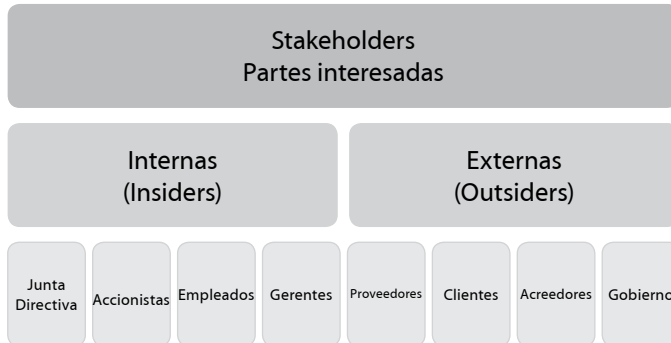 Stakeholders
Partes interesadas
Internas
(Insiders)
Externas
(Outsiders)
Junta
Directiva
Accionistas
Empleados
Gerentes
Proveedores
Clientes
Acreedores
Gobierno